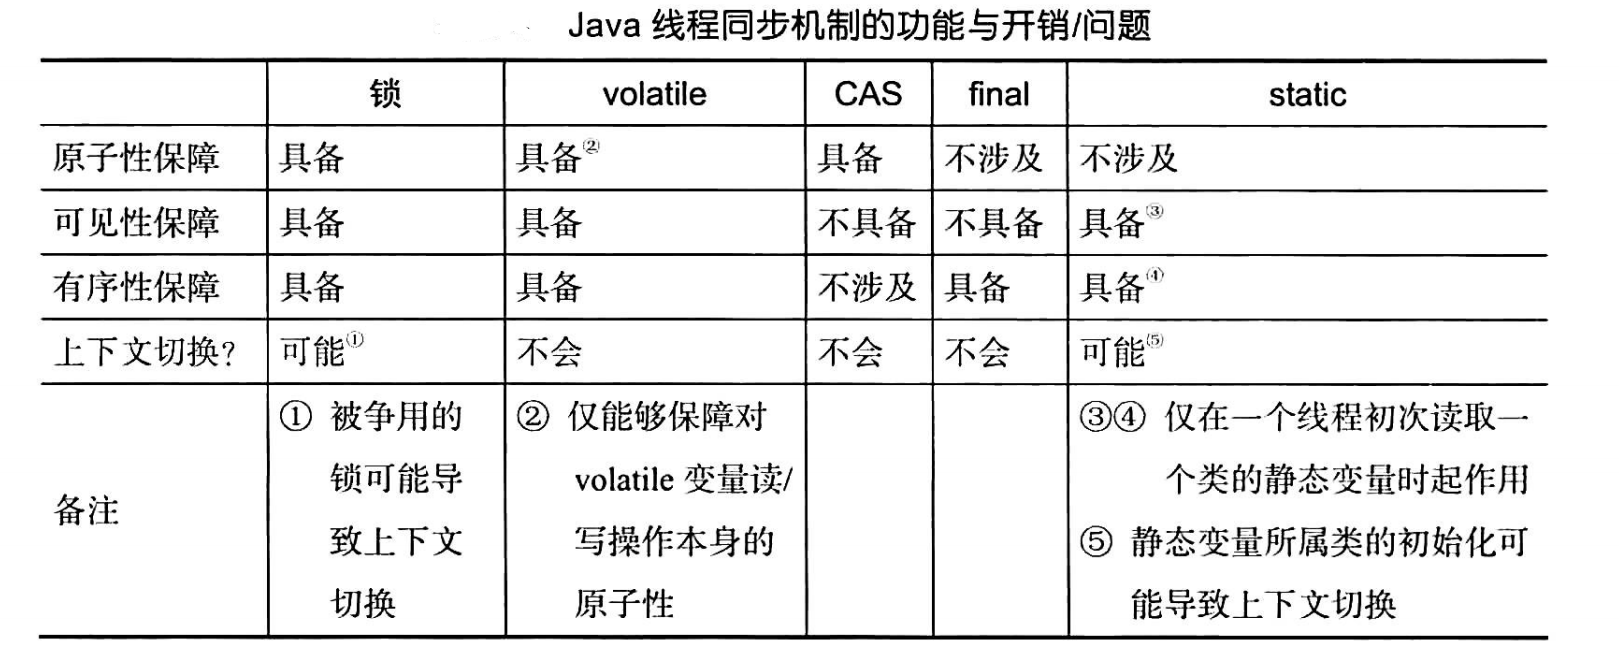 Java 线程同步机制的功能与开销/问题
锁 volatile CAS final static
原子性保障 具备 具备② 具备 不涉及 不涉及
可见性保障 具备 具备 不具备 不具备 具备③
有序性保障 具备 具备 不涉及 具备 具备④
上下文切换? 可能① 不会 不会 不会 可能⑤
备注
① 被争用的
锁可能导
致上下文
切换
② 仅能够保障对
volatile 变量读/
写操作本身的
原子性
③④ 仅在一个线程初次读取一
个类的静态变量时起作用
⑤ 静态变量所属类的初始化可
能导致上下文切换